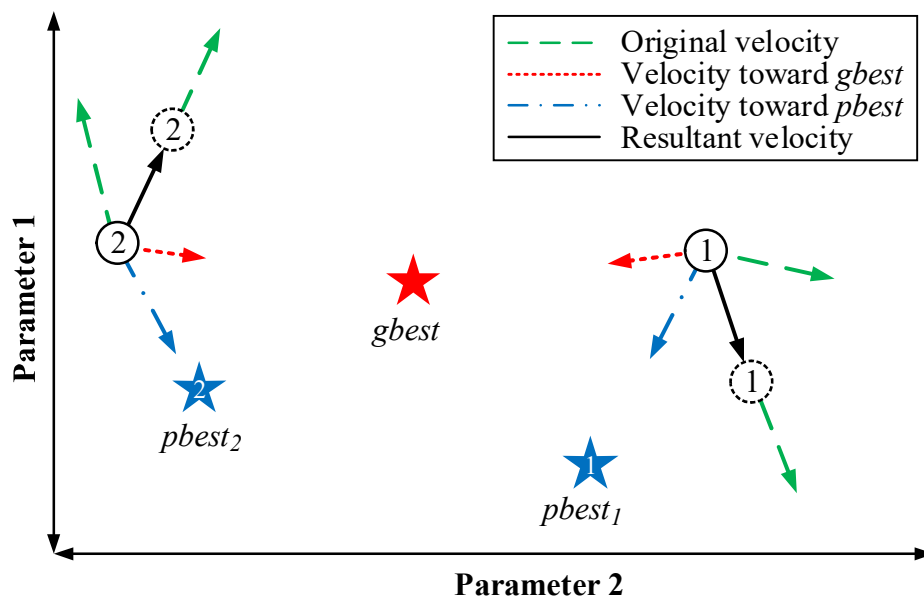 Original velocity
Velocity toward gbest
Velocity toward pbest
Resultant velocity
2
2
1
gbest
1
2
pbest2
1
pbest1
Parameter 1
Parameter 2